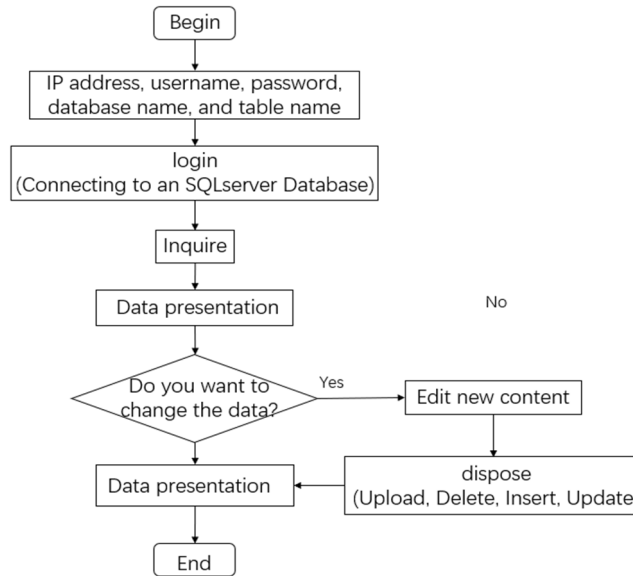 Begin
IP address, username, password,
database name, and table name
login
(Connecting to an SQLserver Database)
Inquire
Data presentation
No
Do you want to
change the data?
Yes
Edit new content
dispose
(Upload, Delete, Insert, Update
Data presentation
End